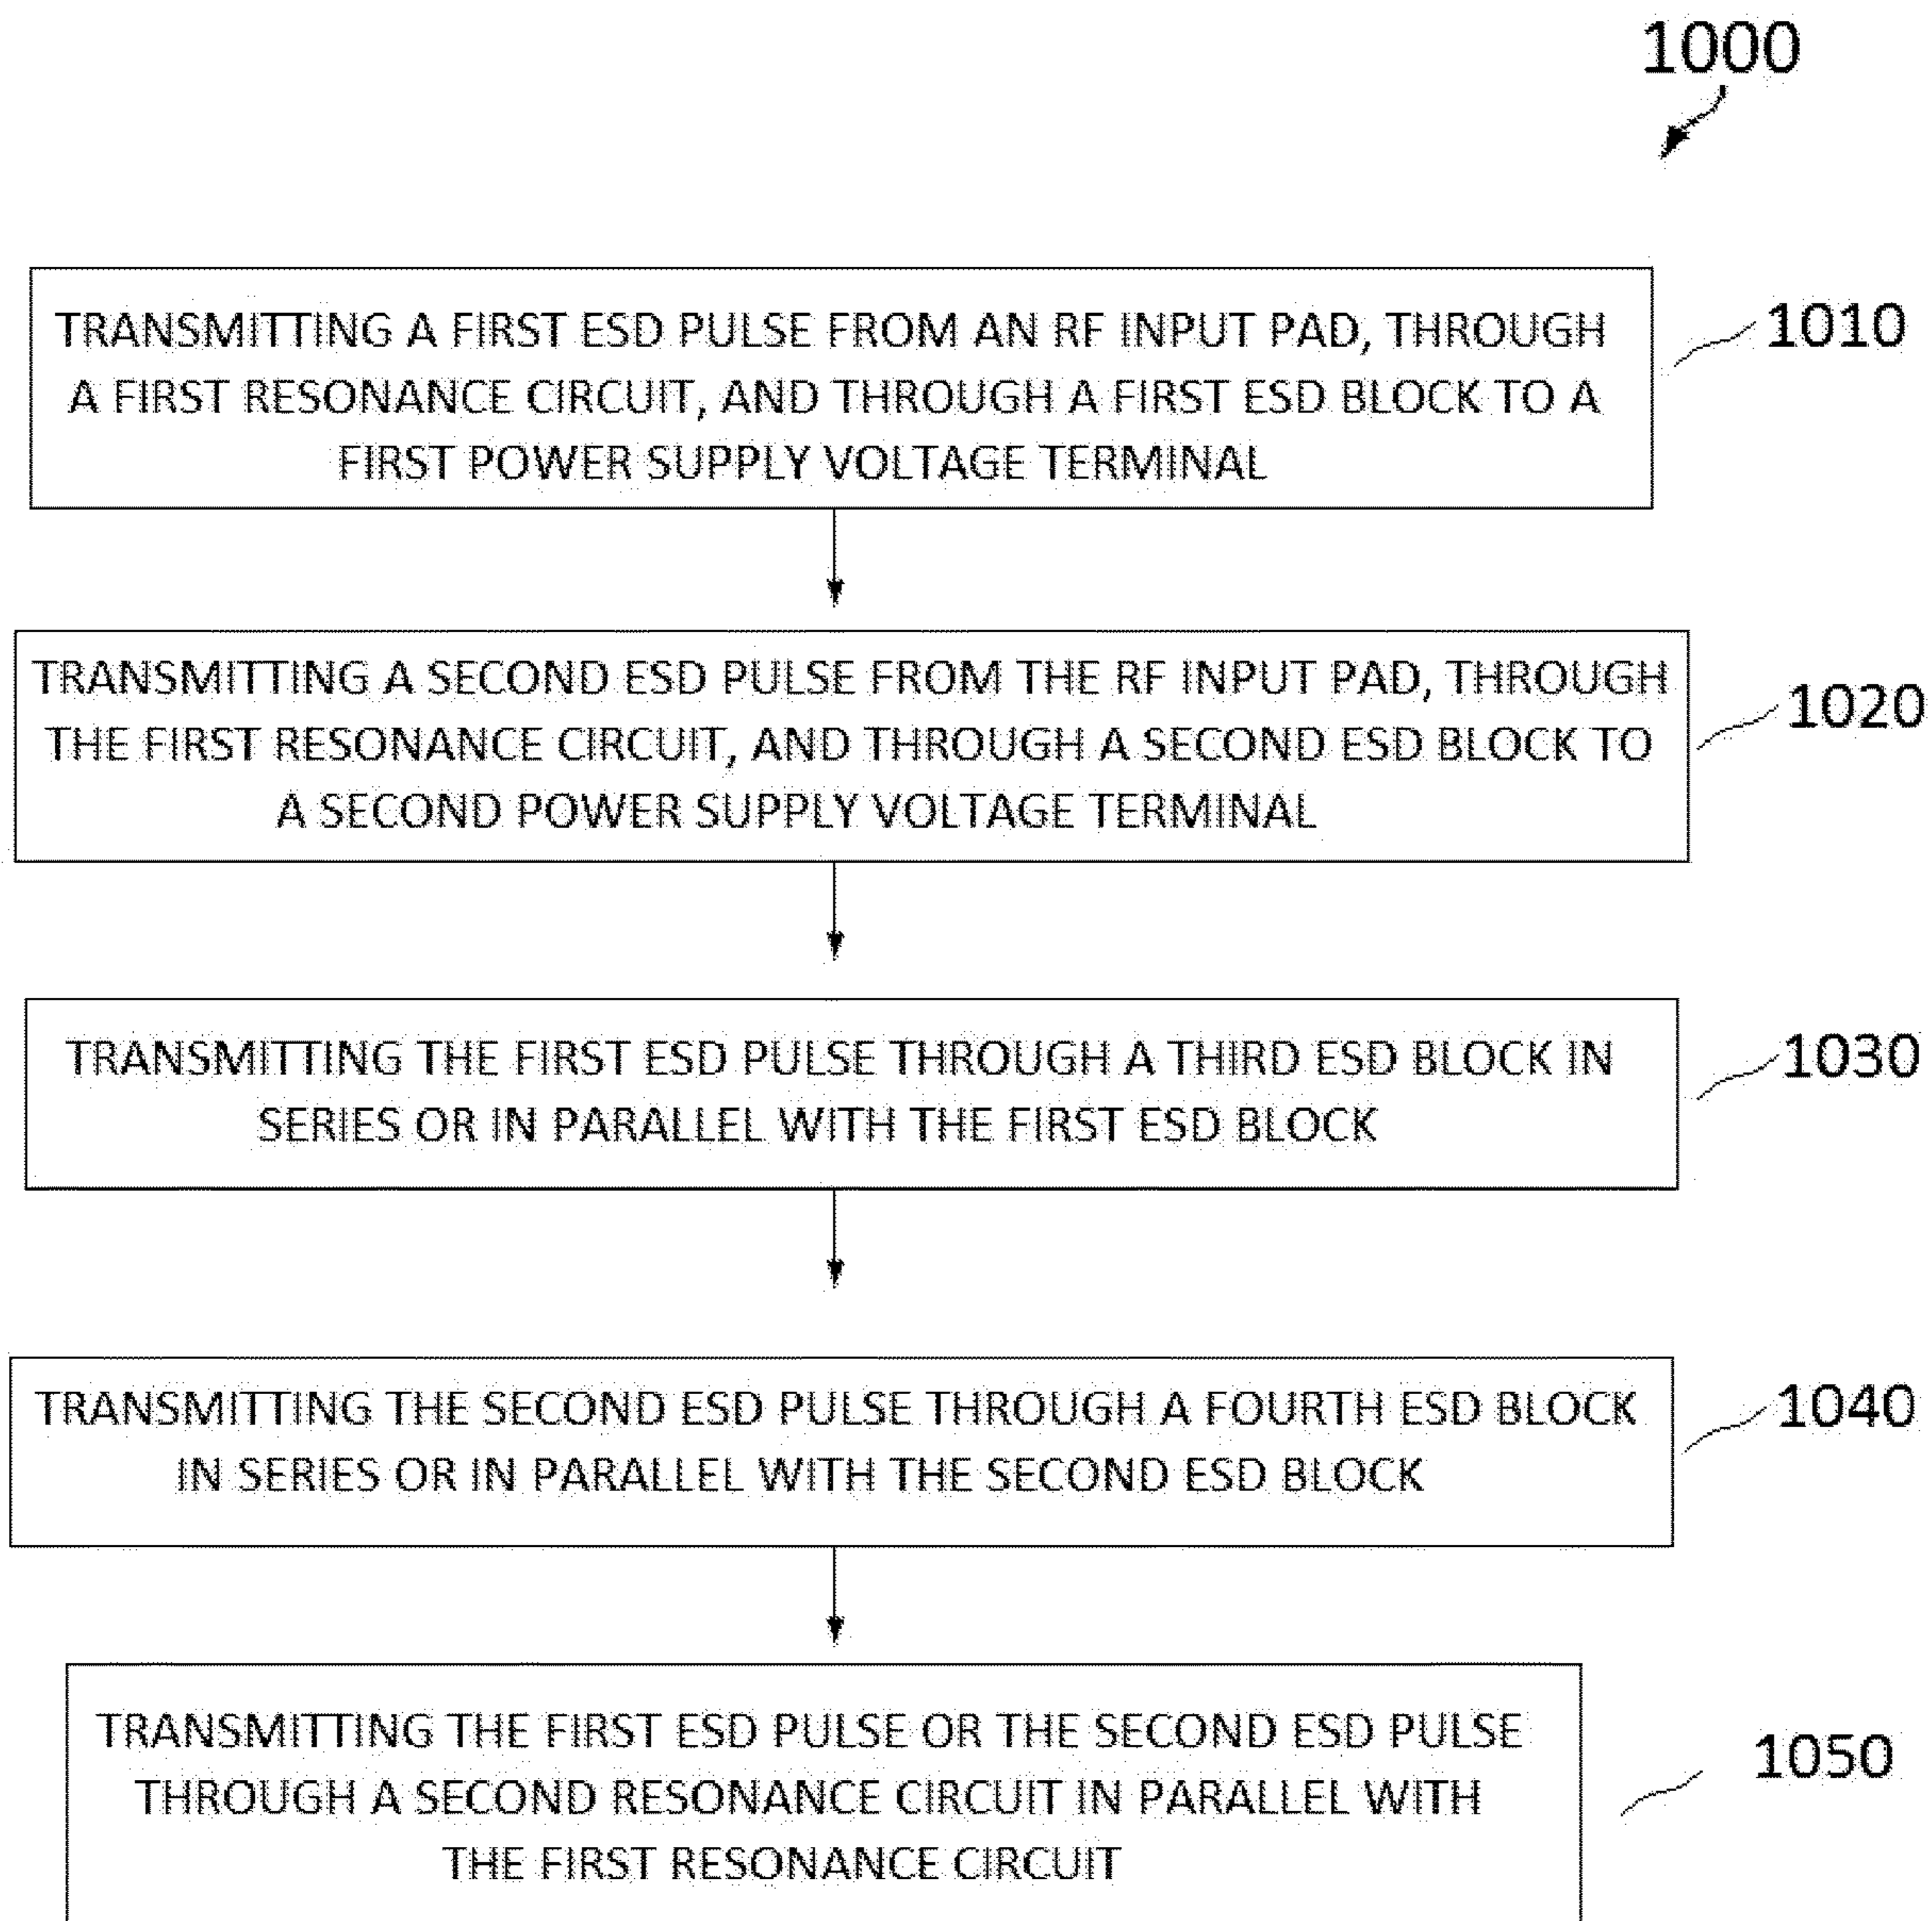 1000
TRANSMITTING A FIRST ESD PULSE FROM AN RF INPUT PAD, THROUGH
A FIRST RESONANCE CIRCUIT, AND THROUGH A FIRST ESD BLOCK TO A
FIRST POWER SUPPLY VOLTAGE TERMINAL
1010
TRANSMITTING A SECOND ESD PULSE FROM THE RF INPUT PAD, THROUGH
THE FIRST RESONANCE CIRCUIT, AND THROUGH A SECOND ESD BLOCK TO
A SECOND POWER SUPPLY VOLTAGE TERMINAL
1020
TRANSMITTING THE FIRST ESD PULSE THROUGH A THIRD ESD BLOCK IN
SERIES OR IN PARALLEL WITH THE FIRST ESD BLOCK
1030
TRANSMITTING THE SECOND ESD PULSE THROUGH A FOURTH ESD BLOCK
IN SERIES OR IN PARALLEL WITH THE SECOND ESD BLOCK
1040
TRANSMITTING THE FIRST ESD PULSE OR THE SECOND ESD PULSE
THROUGH A SECOND RESONANCE CIRCUIT IN PARALLEL WITH
THE FIRST RESONANCE CIRCUIT
1050